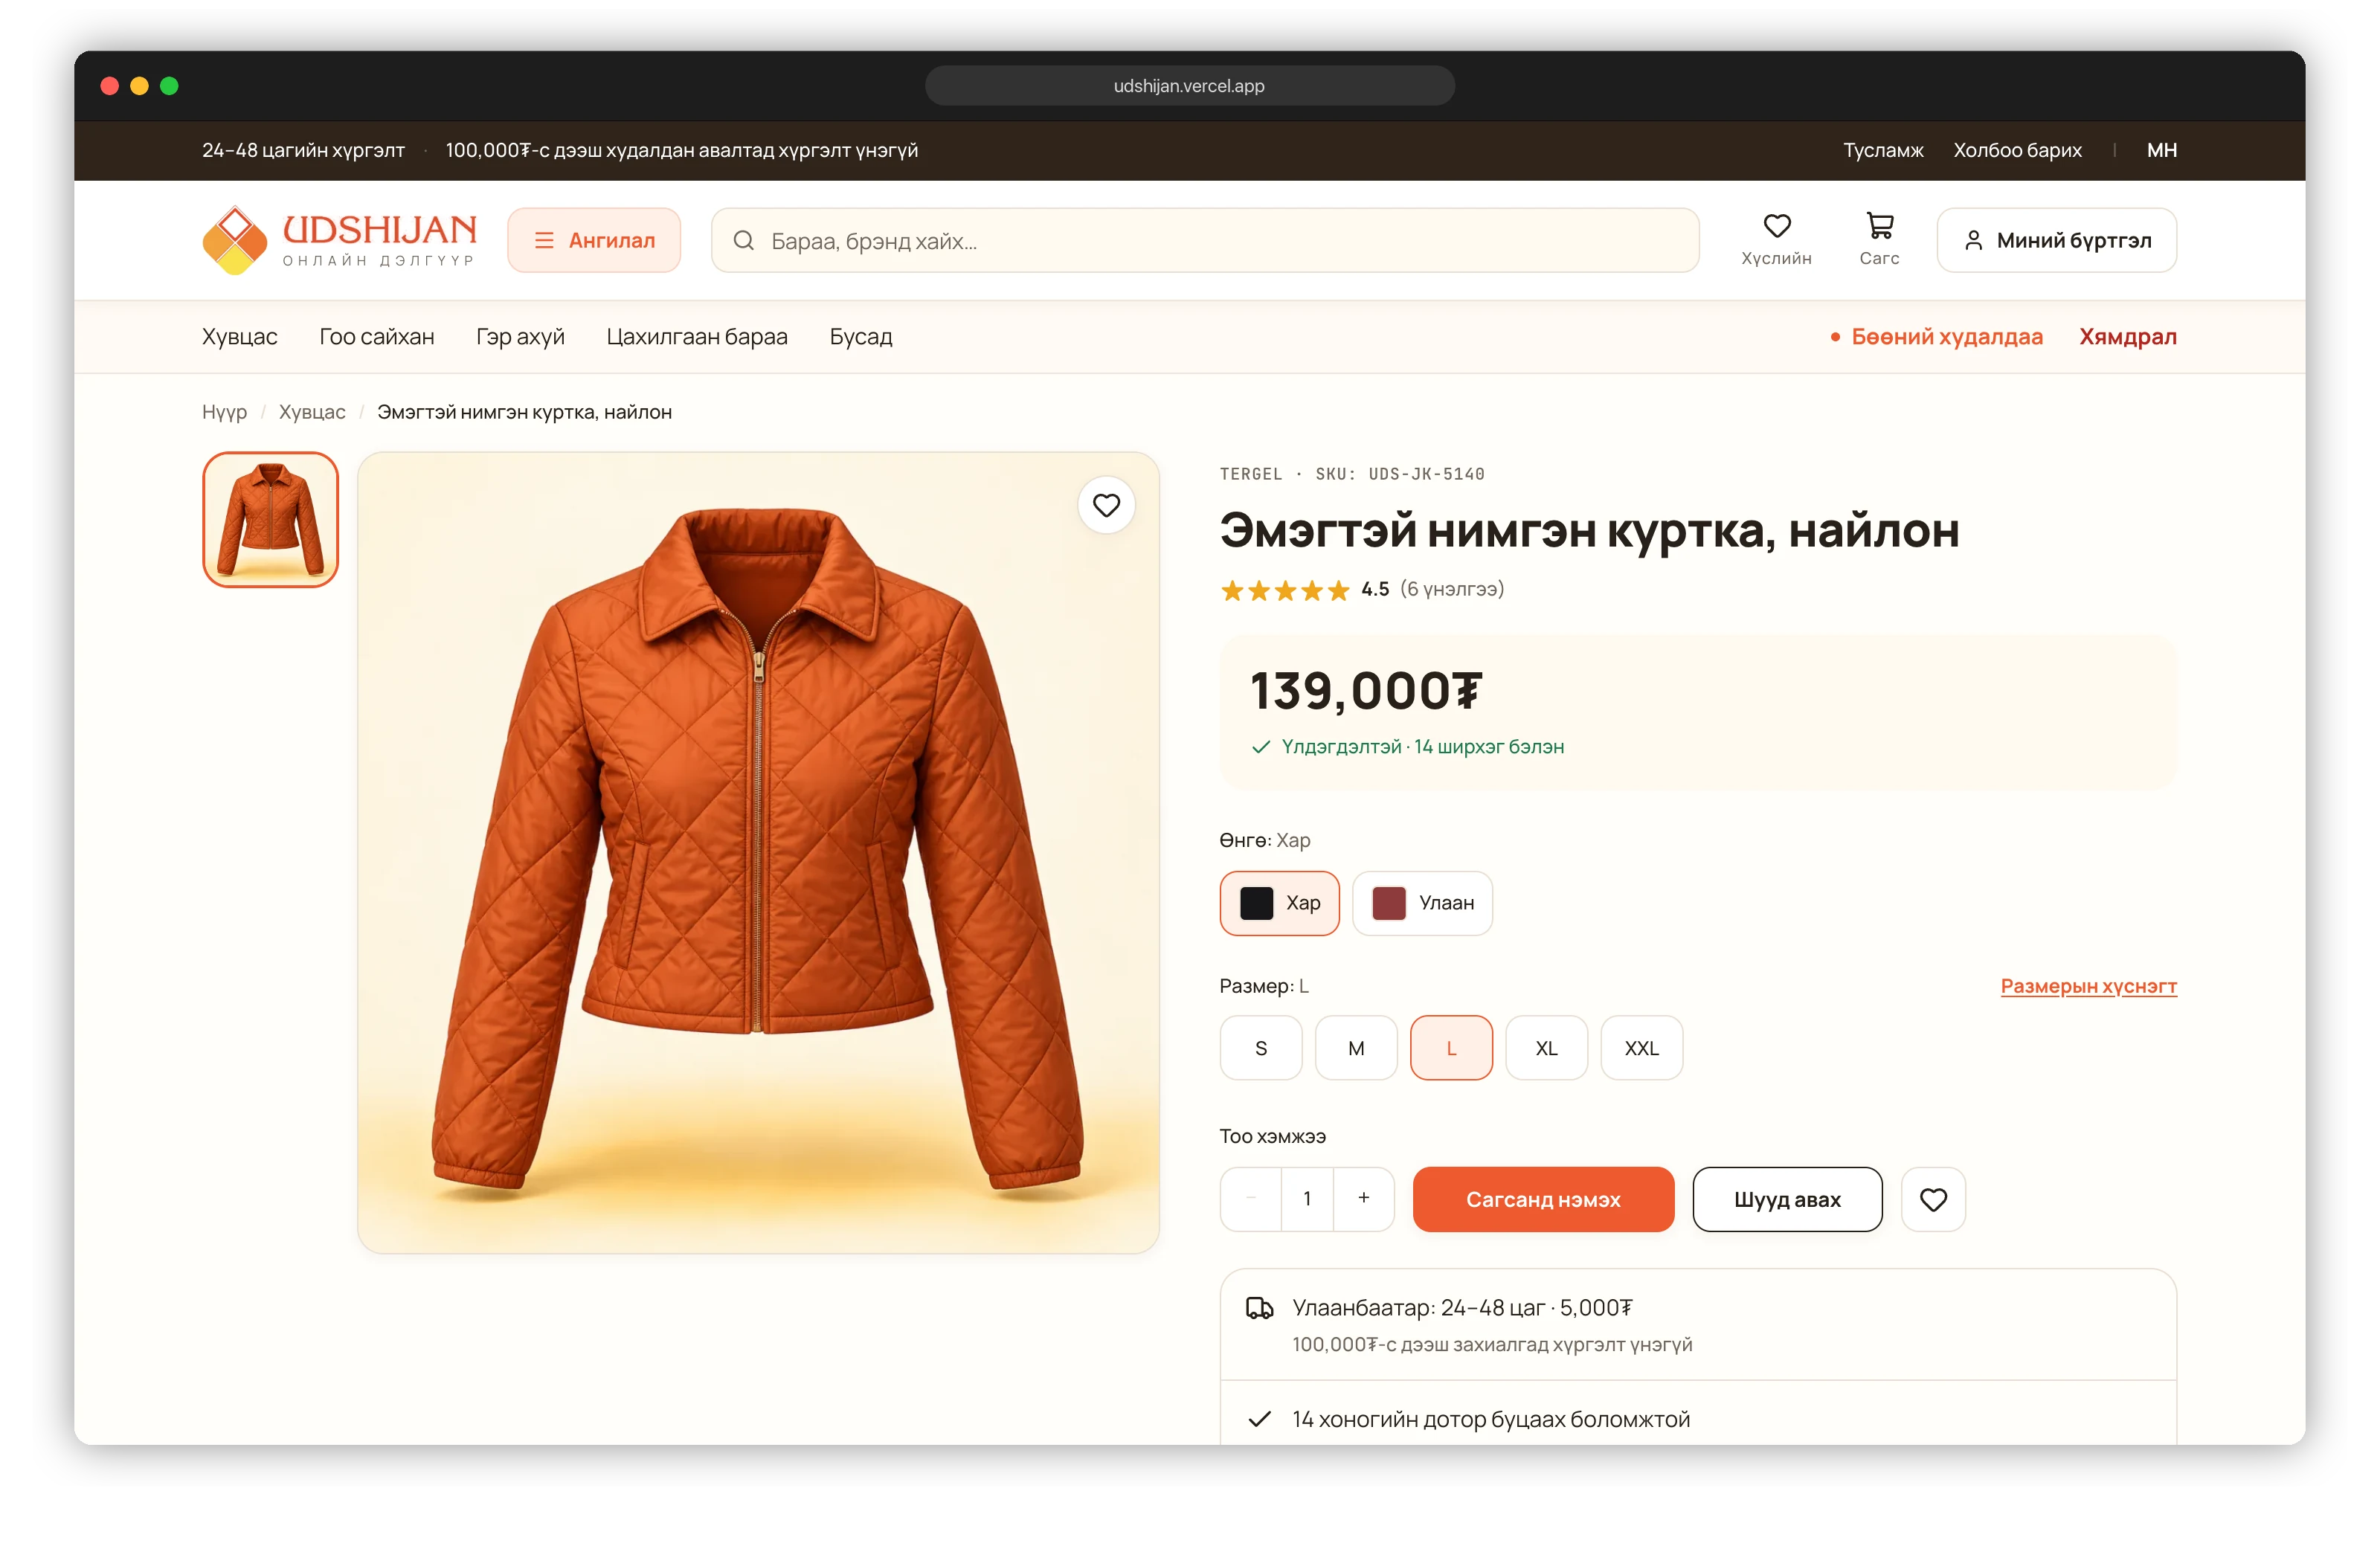 udshijan.vercel.app
24–48 цагийн хүргэлт · 100,000₮-с дээш худалдан авалтад хүргэлт үнэгүй
Тусламж Холбоо барих | МН
UDSHIJAN
ОНЛАЙН ДЭЛГҮҮР
Ангилал
Бараа, брэнд хайх...
Хүслийн
Сагс
Миний бүртгэл
Хувцас Гоо сайхан Гэр ахуй Цахилгаан бараа Бусад
Бөөний худалдаа Хямдрал
Нүүр / Хувцас / Эмэгтэй нимгэн куртка, найлон
TERGEL · SKU: UDS-JK-5140
Эмэгтэй нимгэн куртка, найлон
4.5 (6 үнэлгээ)
139,000₮
Үлдэгдэлтэй · 14 ширхэг бэлэн
Өнгө: Хар
Хар Улаан
Размер: L
Размерын хүснэгт
S M L XL XXL
Тоо хэмжээ
− 1 +
Сагсанд нэмэх
Шууд авах
Улаанбаатар: 24–48 цаг · 5,000₮
100,000₮-с дээш захиалгад хүргэлт үнэгүй
14 хоногийн дотор буцаах боломжтой